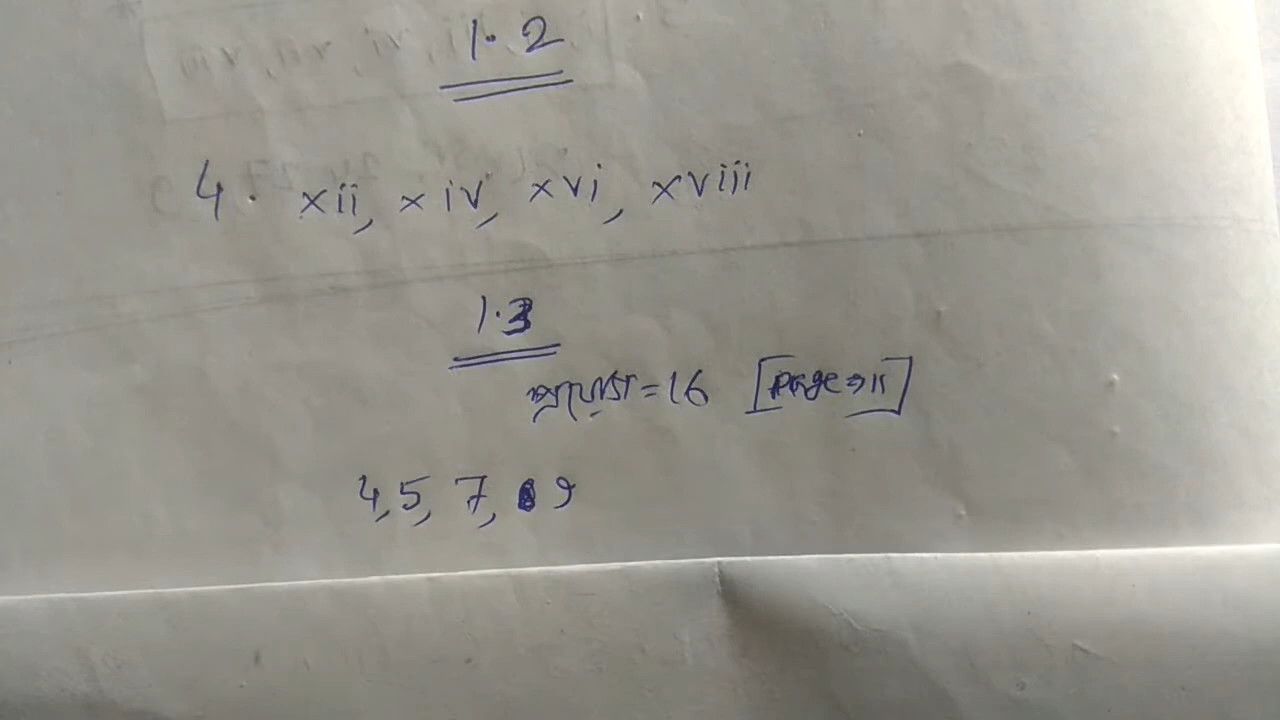 1.2
4. xii, xiv, xvi, xviii
1.3
=16 [Page→11]
4, 5, 7, 9